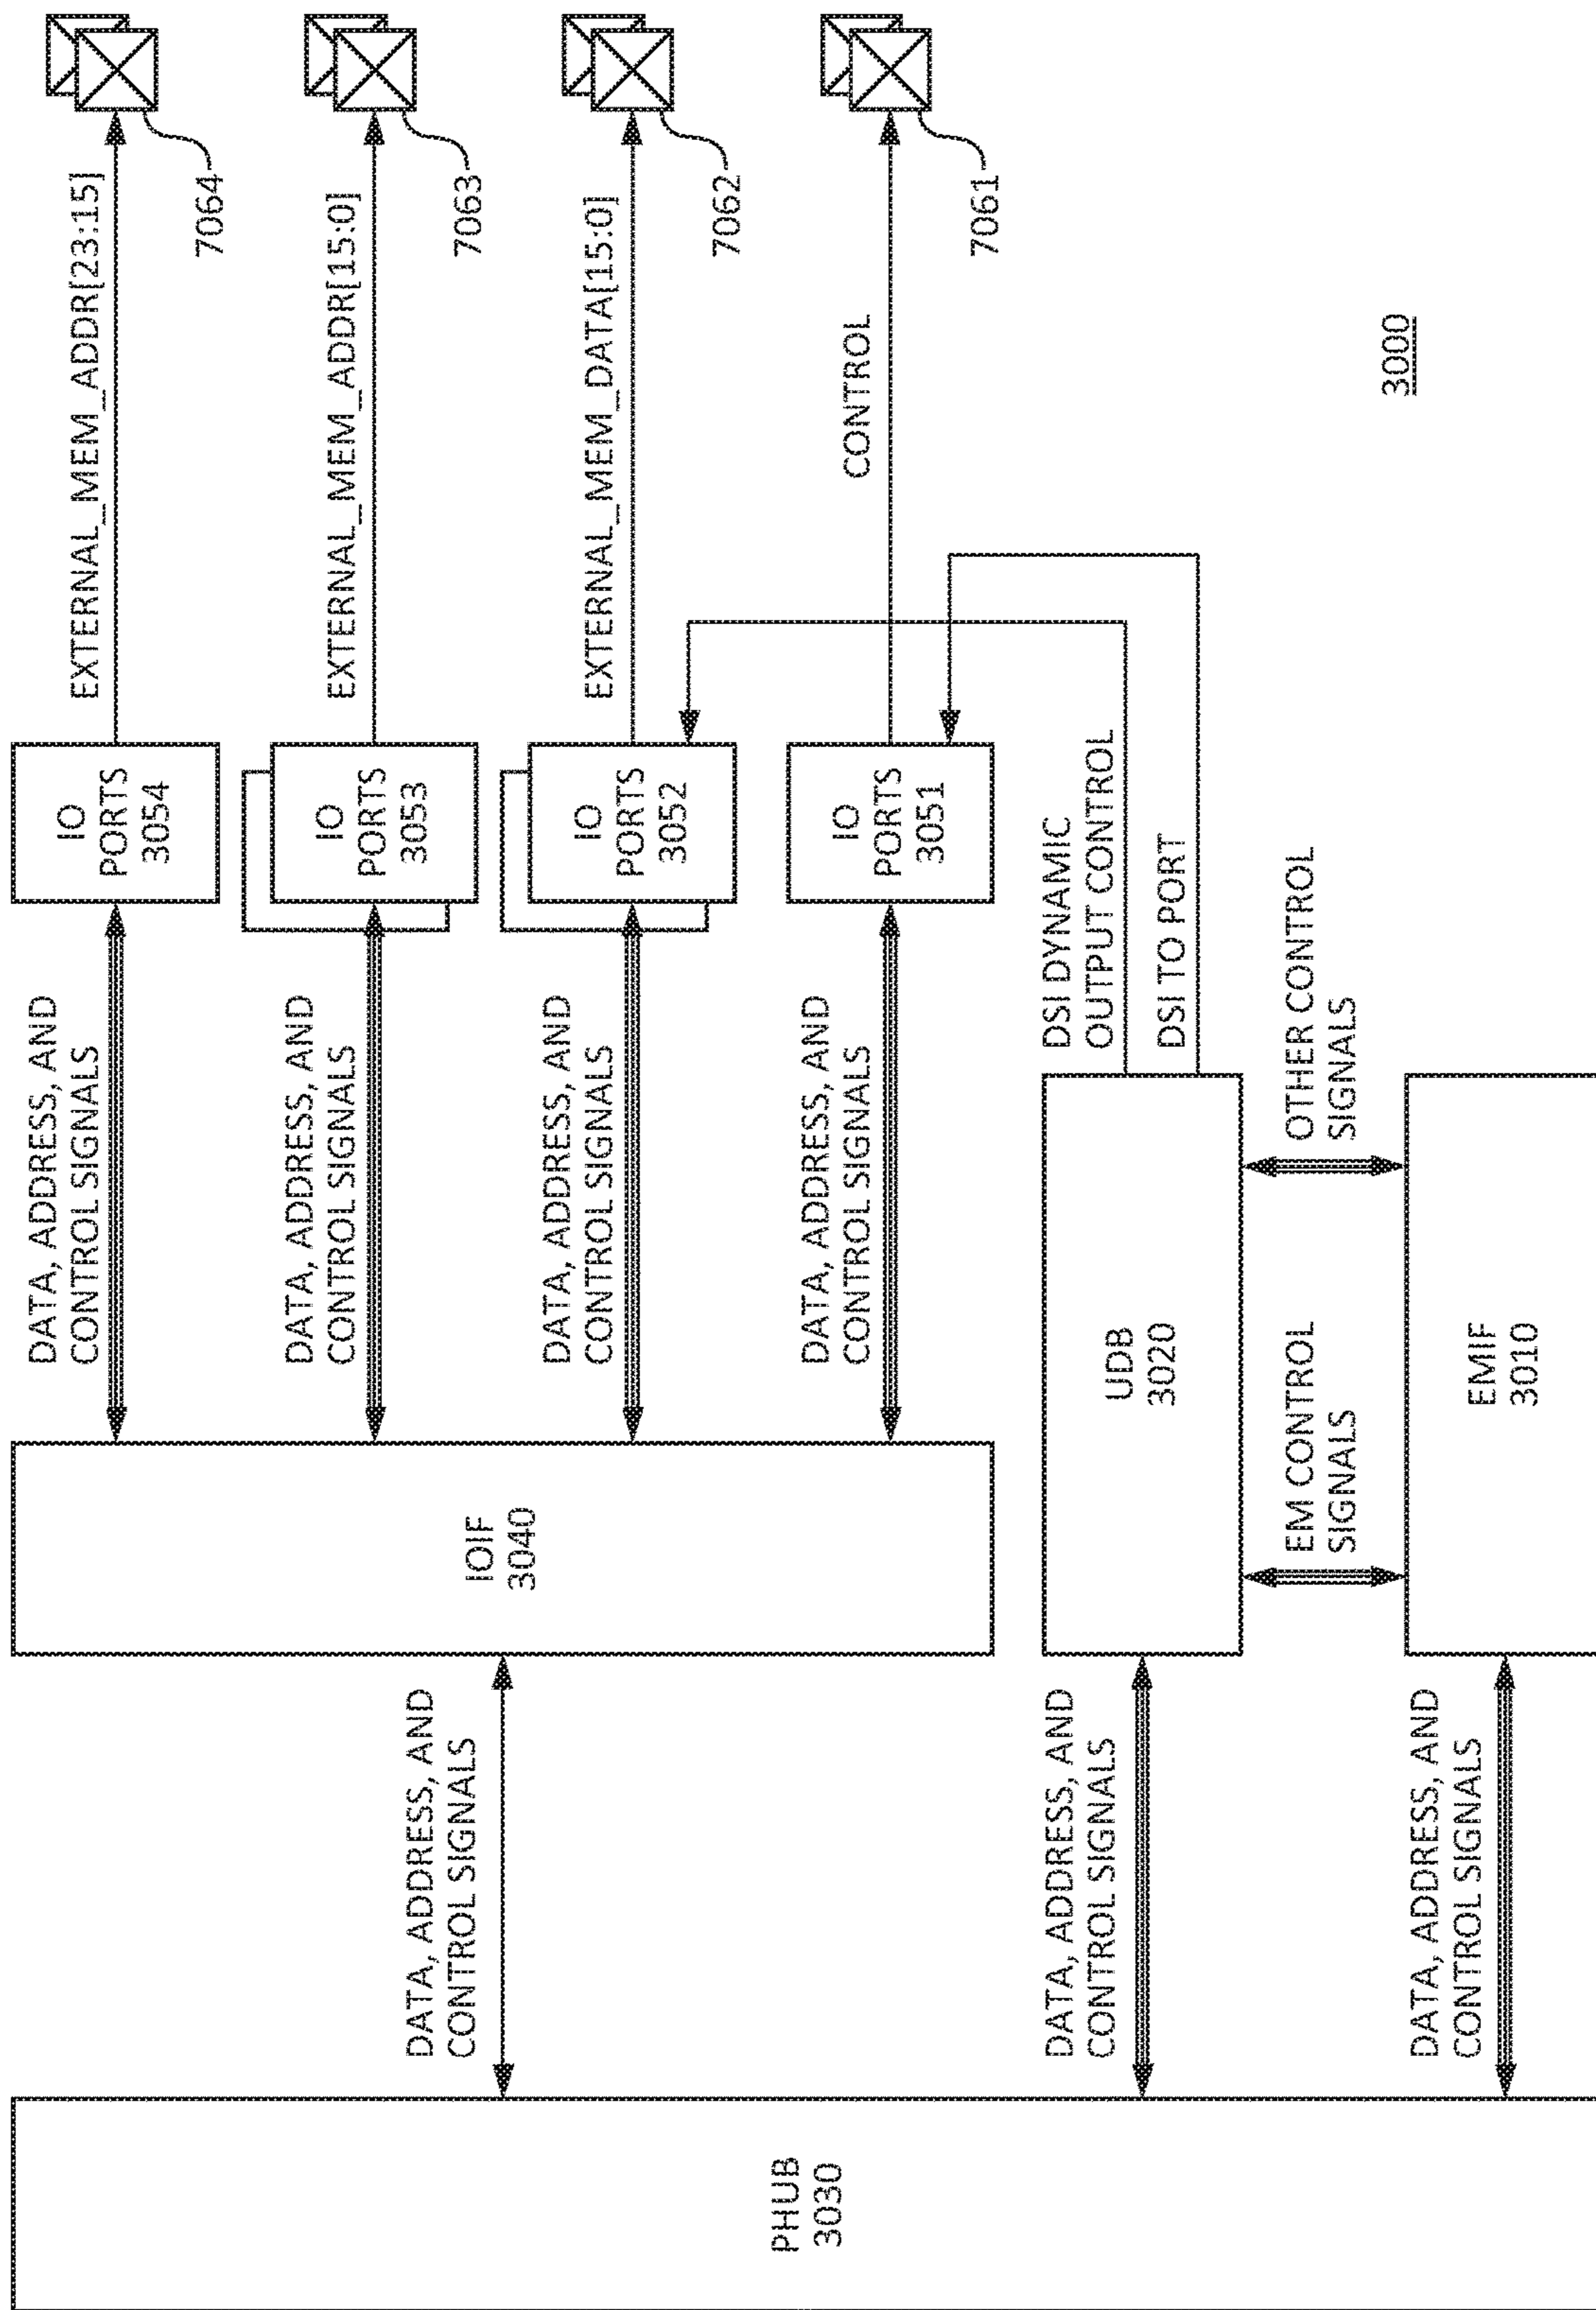 PHUB
3030
DATA, ADDRESS, AND
CONTROL SIGNALS
DATA, ADDRESS, AND
CONTROL SIGNALS
DATA, ADDRESS, AND
CONTROL SIGNALS
IOIF
3040
UDB
3020
EM CONTROL
SIGNALS
OTHER CONTROL
SIGNALS
EMIF
3010
DATA, ADDRESS, AND
CONTROL SIGNALS
DATA, ADDRESS, AND
CONTROL SIGNALS
DATA, ADDRESS, AND
CONTROL SIGNALS
DATA, ADDRESS, AND
CONTROL SIGNALS
DSI DYNAMIC
OUTPUT CONTROL
DSI TO PORT
IO
PORTS
3054
IO
PORTS
3053
IO
PORTS
3052
IO
PORTS
3051
EXTERNAL_MEM_ADDR[23:15]
EXTERNAL_MEM_ADDR[15:0]
EXTERNAL_MEM_DATA[15:0]
CONTROL
7064
7063
7062
7061
3000